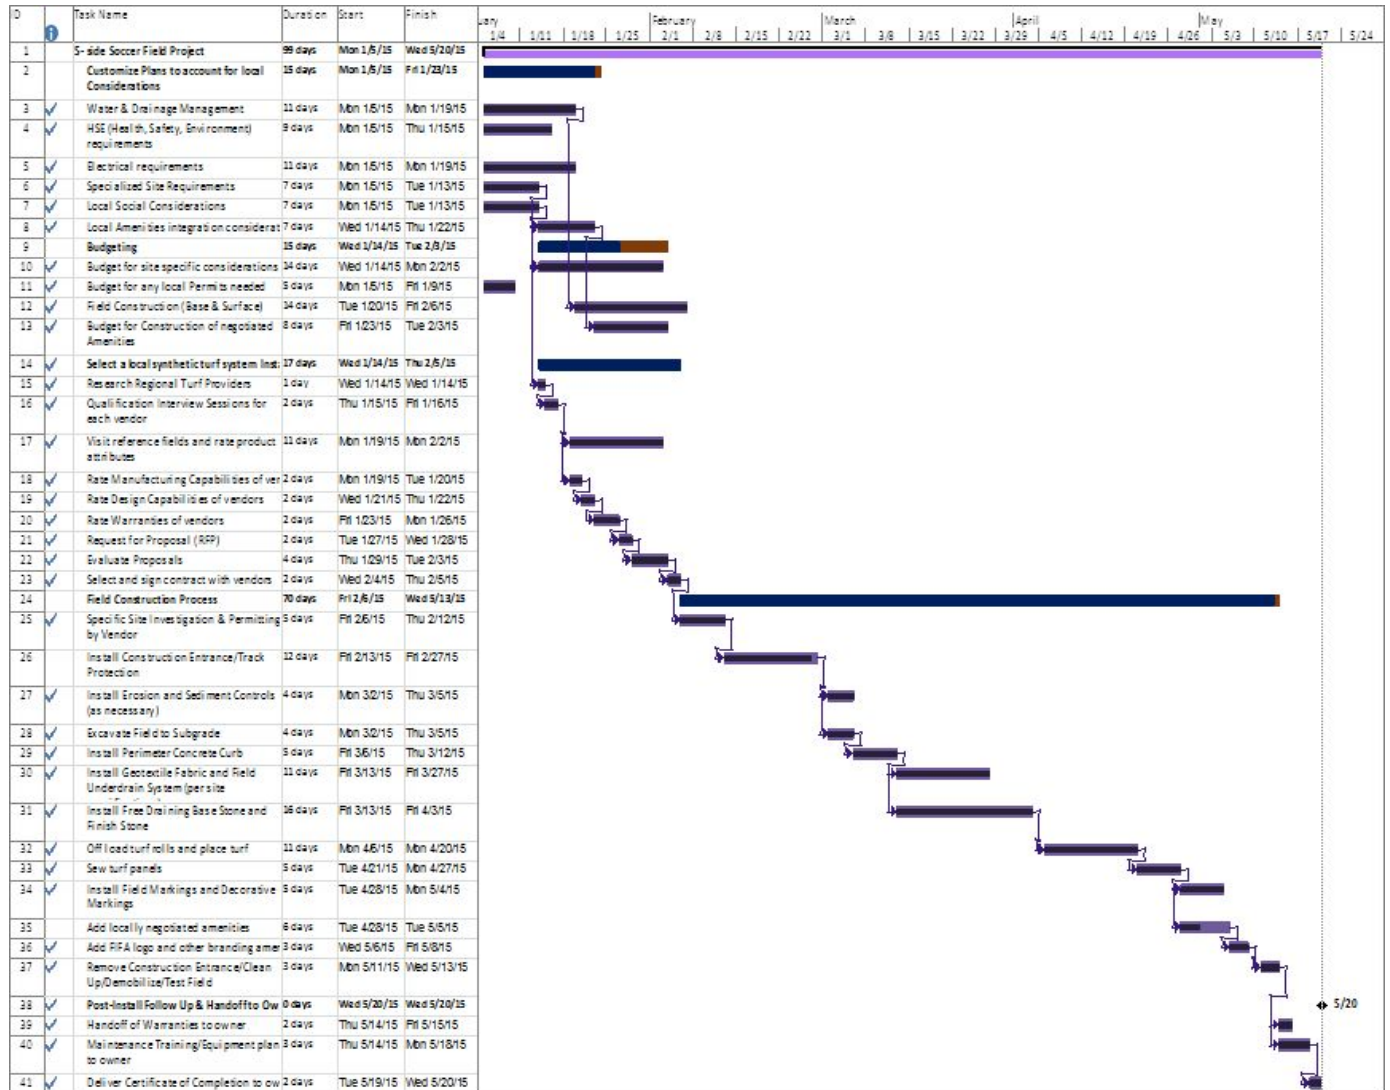 ID Task Name Duration Start Finish uary February March April May
1/4 1/11 1/18 1/25 2/1 2/8 2/15 2/22 3/1 3/8 3/15 3/22 3/29 4/5 4/12 4/19 4/26 5/3 5/10 5/17 5/24
1 5-side Soccer Field Project 99 days Mon 1/5/15 Wed 5/20/15
2 Customize Plans to account for local 15 days Mon 1/5/15 Fri 1/23/15
Considerations
3 Water & Drainage Management 11 days Mon 1/5/15 Mon 1/19/15
4 HSE (Health, Safety, Environment) 9 days Mon 1/5/15 Thu 1/15/15
requirements
5 Electrical requirements 11 days Mon 1/5/15 Mon 1/19/15
6 Specialized Site Requirements 7 days Mon 1/5/15 Tue 1/13/15
7 Local Social Considerations 7 days Mon 1/5/15 Tue 1/13/15
8 Local Amenities integration considerat 7 days Wed 1/14/15 Thu 1/22/15
9 Budgeting 15 days Wed 1/14/15 Tue 2/3/15
10 Budget for site specific considerations 14 days Wed 1/14/15 Mon 2/2/15
11 Budget for any local Permits needed 5 days Mon 1/5/15 Fri 1/9/15
12 Field Construction (Base & Surface) 14 days Tue 1/20/15 Fri 2/6/15
13 Budget for Construction of negotiated 8 days Fri 1/23/15 Tue 2/3/15
Amenities
14 Select a local synthetic turf system Inst 17 days Wed 1/14/15 Thu 2/5/15
15 Research Regional Turf Providers 1 day Wed 1/14/15 Wed 1/14/15
16 Qualification Interview Sessions for 2 days Thu 1/15/15 Fri 1/16/15
each vendor
17 Visit reference fields and rate product 11 days Mon 1/19/15 Mon 2/2/15
attributes
18 Rate Manufacturing Capabilities of ver 2 days Mon 1/19/15 Tue 1/20/15
19 Rate Design Capabilities of vendors 2 days Wed 1/21/15 Thu 1/22/15
20 Rate Warranties of vendors 2 days Fri 1/23/15 Mon 1/26/15
21 Request for Proposal (RFP) 2 days Tue 1/27/15 Wed 1/28/15
22 Evaluate Proposals 4 days Thu 1/29/15 Tue 2/3/15
23 Select and sign contract with vendors 2 days Wed 2/4/15 Thu 2/5/15
24 Field Construction Process 70 days Fri 2/6/15 Wed 5/13/15
25 Specific Site Investigation & Permitting 5 days Fri 2/6/15 Thu 2/12/15
by Vendor
26 Install Construction Entrance/Track 12 days Fri 2/13/15 Fri 2/27/15
Protection
27 Install Erosion and Sediment Controls 4 days Mon 3/2/15 Thu 3/5/15
(as necessary)
28 Excavate Field to Subgrade 4 days Mon 3/2/15 Thu 3/5/15
29 Install Perimeter Concrete Curb 5 days Fri 3/6/15 Thu 3/12/15
30 Install Geotextile Fabric and Field 11 days Fri 3/13/15 Fri 3/27/15
Underdrain System (per site
31 Install Free Draining Base Stone and 16 days Fri 3/13/15 Fri 4/3/15
Finish Stone
32 Off load turf rolls and place turf 11 days Mon 4/6/15 Mon 4/20/15
33 Sew turf panels 5 days Tue 4/21/15 Mon 4/27/15
34 Install Field Markings and Decorative 5 days Tue 4/28/15 Mon 5/4/15
Markings
35 Add locally negotiated amenities 6 days Tue 4/28/15 Tue 5/5/15
36 Add FIFA logo and other branding amer 3 days Wed 5/6/15 Fri 5/8/15
37 Remove Construction Entrance/Clean 3 days Mon 5/11/15 Wed 5/13/15
Up/Demobilize/Test Field
38 Post-Install Follow Up & Handoff to Ow 0 days Wed 5/20/15 Wed 5/20/15 5/20
39 Handoff of Warranties to owner 2 days Thu 5/14/15 Fri 5/15/15
40 Maintenance Training/Equipment plan 3 days Thu 5/14/15 Mon 5/18/15
to owner
41 Deliver Certificate of Completion to ow 2 days Tue 5/19/15 Wed 5/20/15